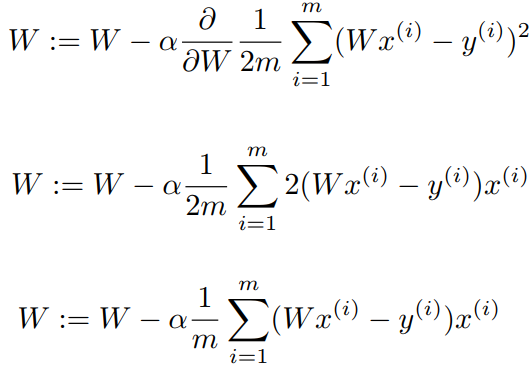 W := W − α ∂/∂W 1/2m ∑_{i=1}^{m} (Wx^{(i)} − y^{(i)})^2
W := W − α 1/2m ∑_{i=1}^{m} 2(Wx^{(i)} − y^{(i)})x^{(i)}
W := W − α 1/m ∑_{i=1}^{m} (Wx^{(i)} − y^{(i)})x^{(i)}